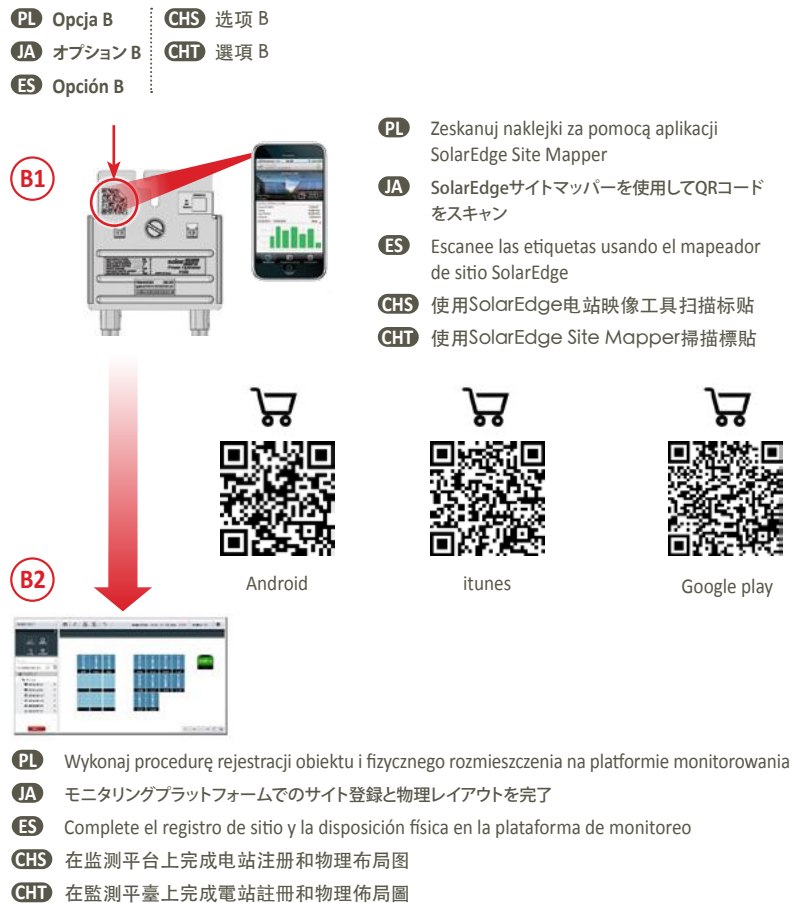 PL Opcja B
JA オプション B
ES Opción B
CHS 选项 B
CHT 選項 B
B1
PL Zeskanuj naklejki za pomocą aplikacji
SolarEdge Site Mapper
JA SolarEdgeサイトマッパーを使用してQRコード
をスキャン
ES Escanee las etiquetas usando el mapeador
de sitio SolarEdge
CHS 使用SolarEdge电站映像工具扫描标贴
CHT 使用SolarEdge Site Mapper掃描標貼
Android
itunes
Google play
B2
PL Wykonaj procedurę rejestracji obiektu i fizycznego rozmieszczenia na platformie monitorowania
JA モニタリングプラットフォームでのサイト登録と物理レイアウトを完了
ES Complete el registro de sitio y la disposición física en la plataforma de monitoreo
CHS 在监测平台上完成电站注册和物理布局图
CHT 在監測平臺上完成電站註冊和物理佈局圖